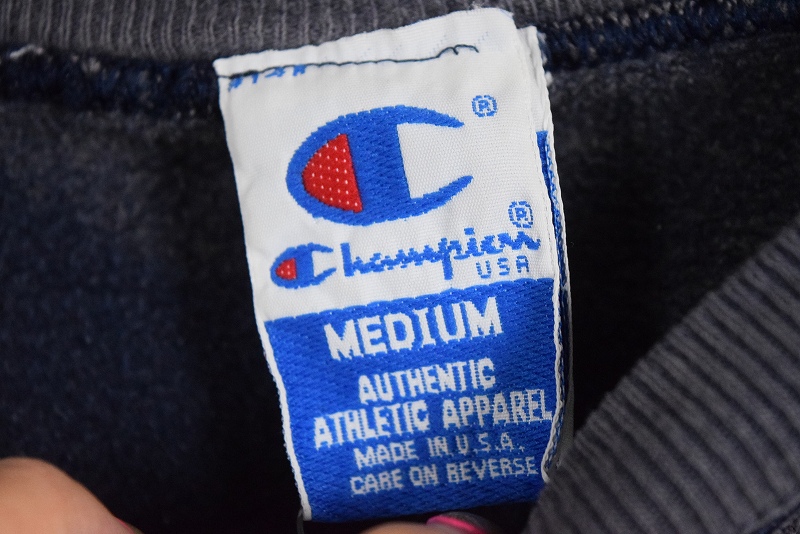 ®
Champion ®
USA
MEDIUM
AUTHENTIC
ATHLETIC APPAREL
MADE IN U.S.A.
CARE ON REVERSE